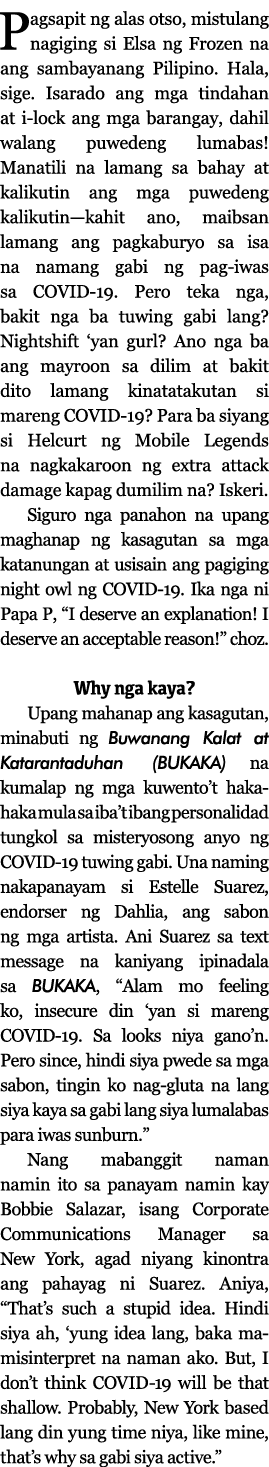 Pagsapit ng alas otso, mistulang
nagiging si Elsa ng Frozen na
ang sambayanang Pilipino. Hala,
sige. Isarado ang mga tindahan
at i-lock ang mga barangay, dahil
walang puwedeng lumabas!
Manatili na lamang sa bahay at
kalikutin ang mga puwedeng
kalikutin—kahit ano, maibsan
lamang ang pagkaburyo sa isa
na namang gabi ng pag-iwas
sa COVID-19. Pero teka nga,
bakit nga ba tuwing gabi lang?
Nightshift ‘yan gurl? Ano nga ba
ang mayroon sa dilim at bakit
dito lamang kinatatakutan si
mareng COVID-19? Para ba siyang
si Helcurt ng Mobile Legends
na nagkakaroon ng extra attack
damage kapag dumilim na? Iskeri.
Siguro nga panahon na upang
maghanap ng kasagutan sa mga
katanungan at usisain ang pagiging
night owl ng COVID-19. Ika nga ni
Papa P, “I deserve an explanation! I
deserve an acceptable reason!” choz.
Why nga kaya?
Upang mahanap ang kasagutan,
minabuti ng Buwanang Kalat at
Katarantaduhan (BUKAKA) na
kumalap ng mga kuwento’t haka-
haka mula sa iba’t ibang personalidad
tungkol sa misteryosong anyo ng
COVID-19 tuwing gabi. Una naming
nakapanayam si Estelle Suarez,
endorser ng Dahlia, ang sabon
ng mga artista. Ani Suarez sa text
message na kaniyang ipinadala
sa BUKAKA, “Alam mo feeling
ko, insecure din ‘yan si mareng
COVID-19. Sa looks niya gano’n.
Pero since, hindi siya pwede sa mga
sabon, tingin ko nag-gluta na lang
siya kaya sa gabi lang siya lumalabas
para iwas sunburn.”
Nang mabanggit naman
namin ito sa panayam namin kay
Bobbie Salazar, isang Corporate
Communications Manager sa
New York, agad niyang kinontra
ang pahayag ni Suarez. Aniya,
“That’s such a stupid idea. Hindi
siya ah, ‘yung idea lang, baka ma-
misinterpret na naman ako. But, I
don’t think COVID-19 will be that
shallow. Probably, New York based
lang din yung time niya, like mine,
that’s why sa gabi siya active.”